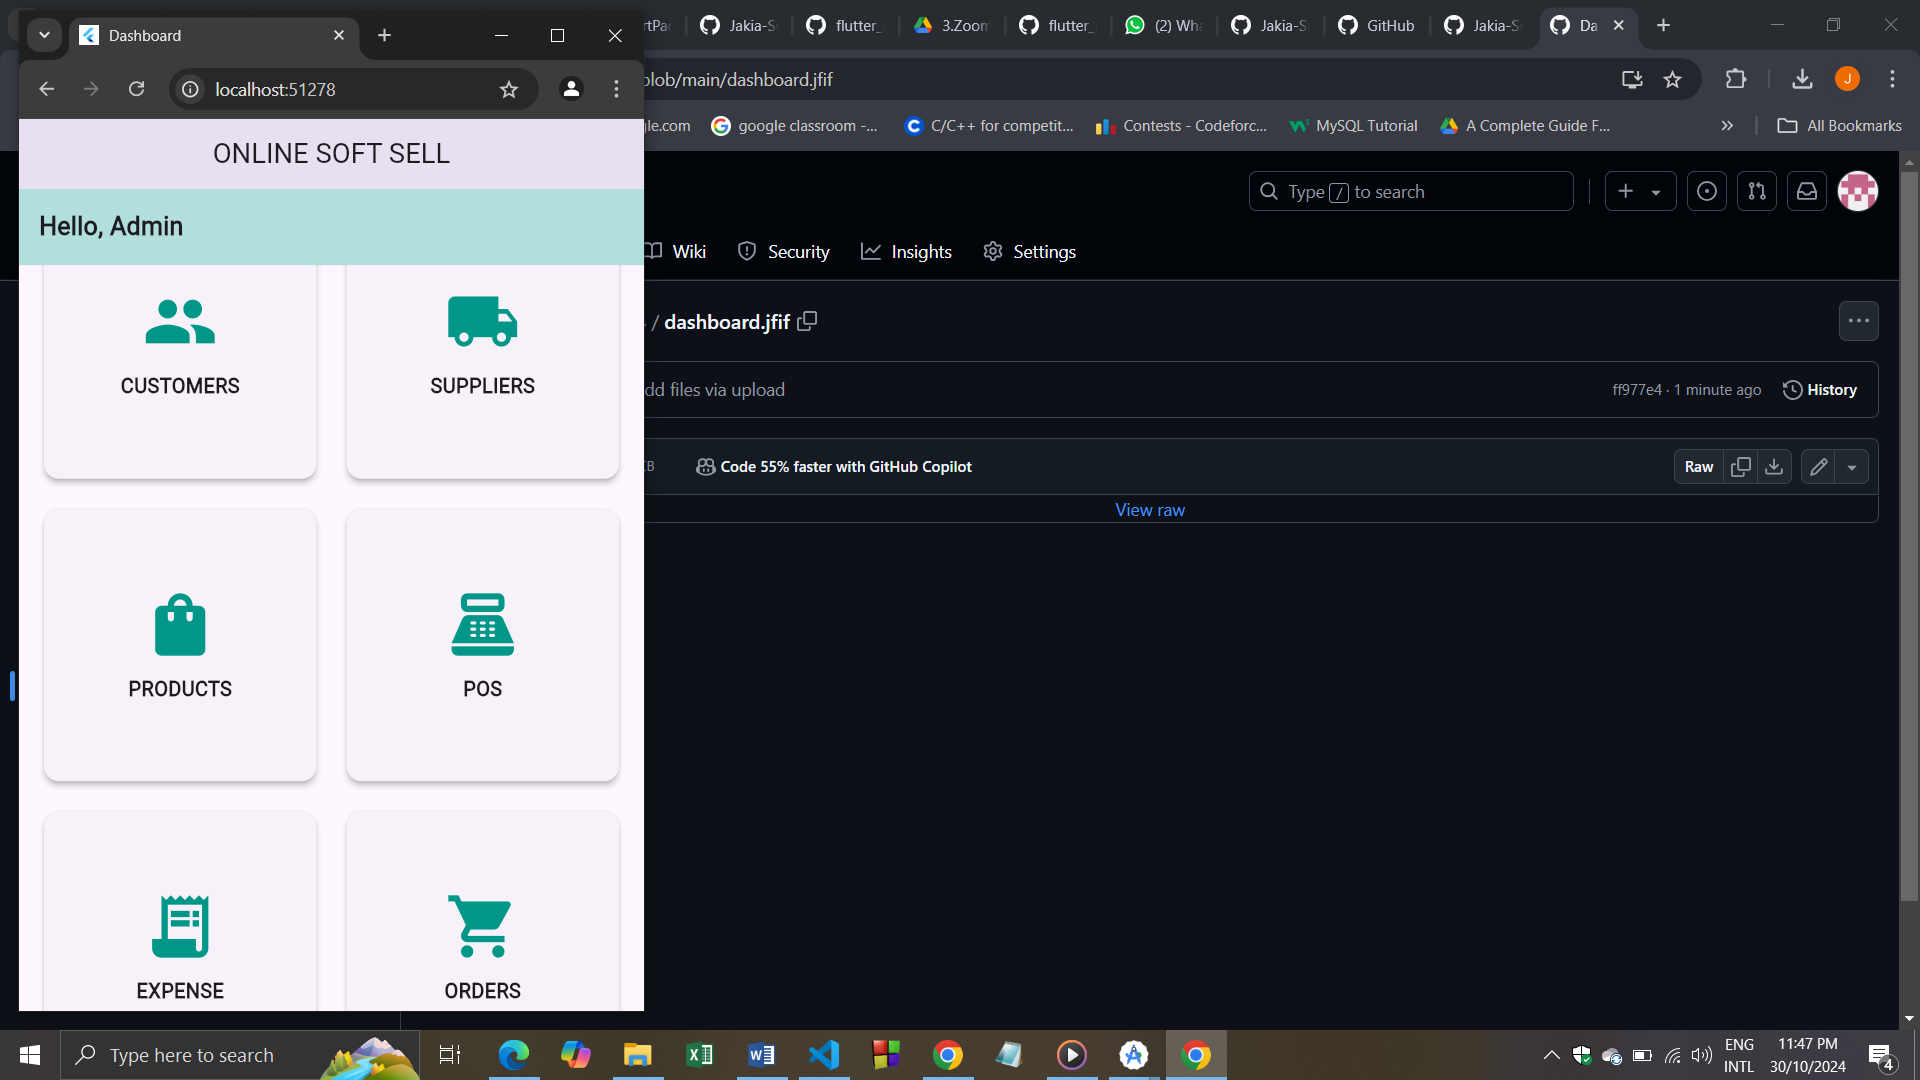 Dashboard
localhost:51278
ONLINE SOFT SELL
Hello, Admin
CUSTOMERS
SUPPLIERS
PRODUCTS
POS
EXPENSE
ORDERS
Jakia-S
flutter_
3.Zoom
flutter_
(2) Wha
Jakia-S
GitHub
Jakia-S
Da
blob/main/dashboard.jfif
J
gle.com
google classroom -...
C/C++ for competit...
Contests - Codeforc...
MySQL Tutorial
A Complete Guide F...
All Bookmarks
Type / to search
Wiki
Security
Insights
Settings
/ dashboard.jfif
dd files via upload
ff977e4 · 1 minute ago
History
Code 55% faster with GitHub Copilot
Raw
View raw
Type here to search
ENG
INTL
11:47 PM
30/10/2024
4